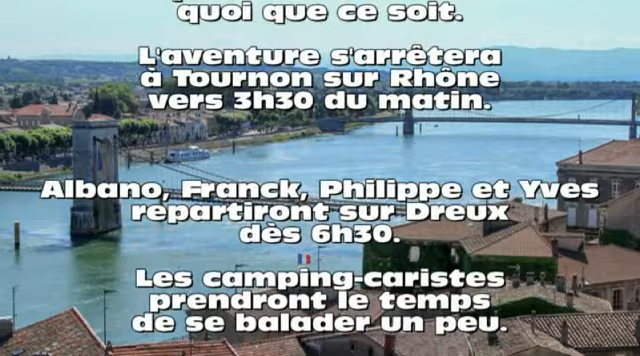 quoi que ce soit.
L'aventure s'arrêtera
à Tournon sur Rhône
vers 3h30 du matin.
Albano, Franck, Philippe et Yves
repartiront sur Dreux
dès 6h30.
Les camping-caristes
prendront le temps
de se balader un peu.